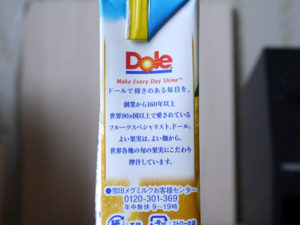 Dole
Make Every Day Shine™
ドールで輝きのある毎日を。
創業から160年以上
世界90ヵ国以上で愛されている
フルーツスペシャリスト、ドール。
よい果実は、よい畑から。
世界各地の旬の果実にこだわり
搾汁しています。
●雪印メグミルクお客様センター
0120-301-369
年中無休 9〜19時